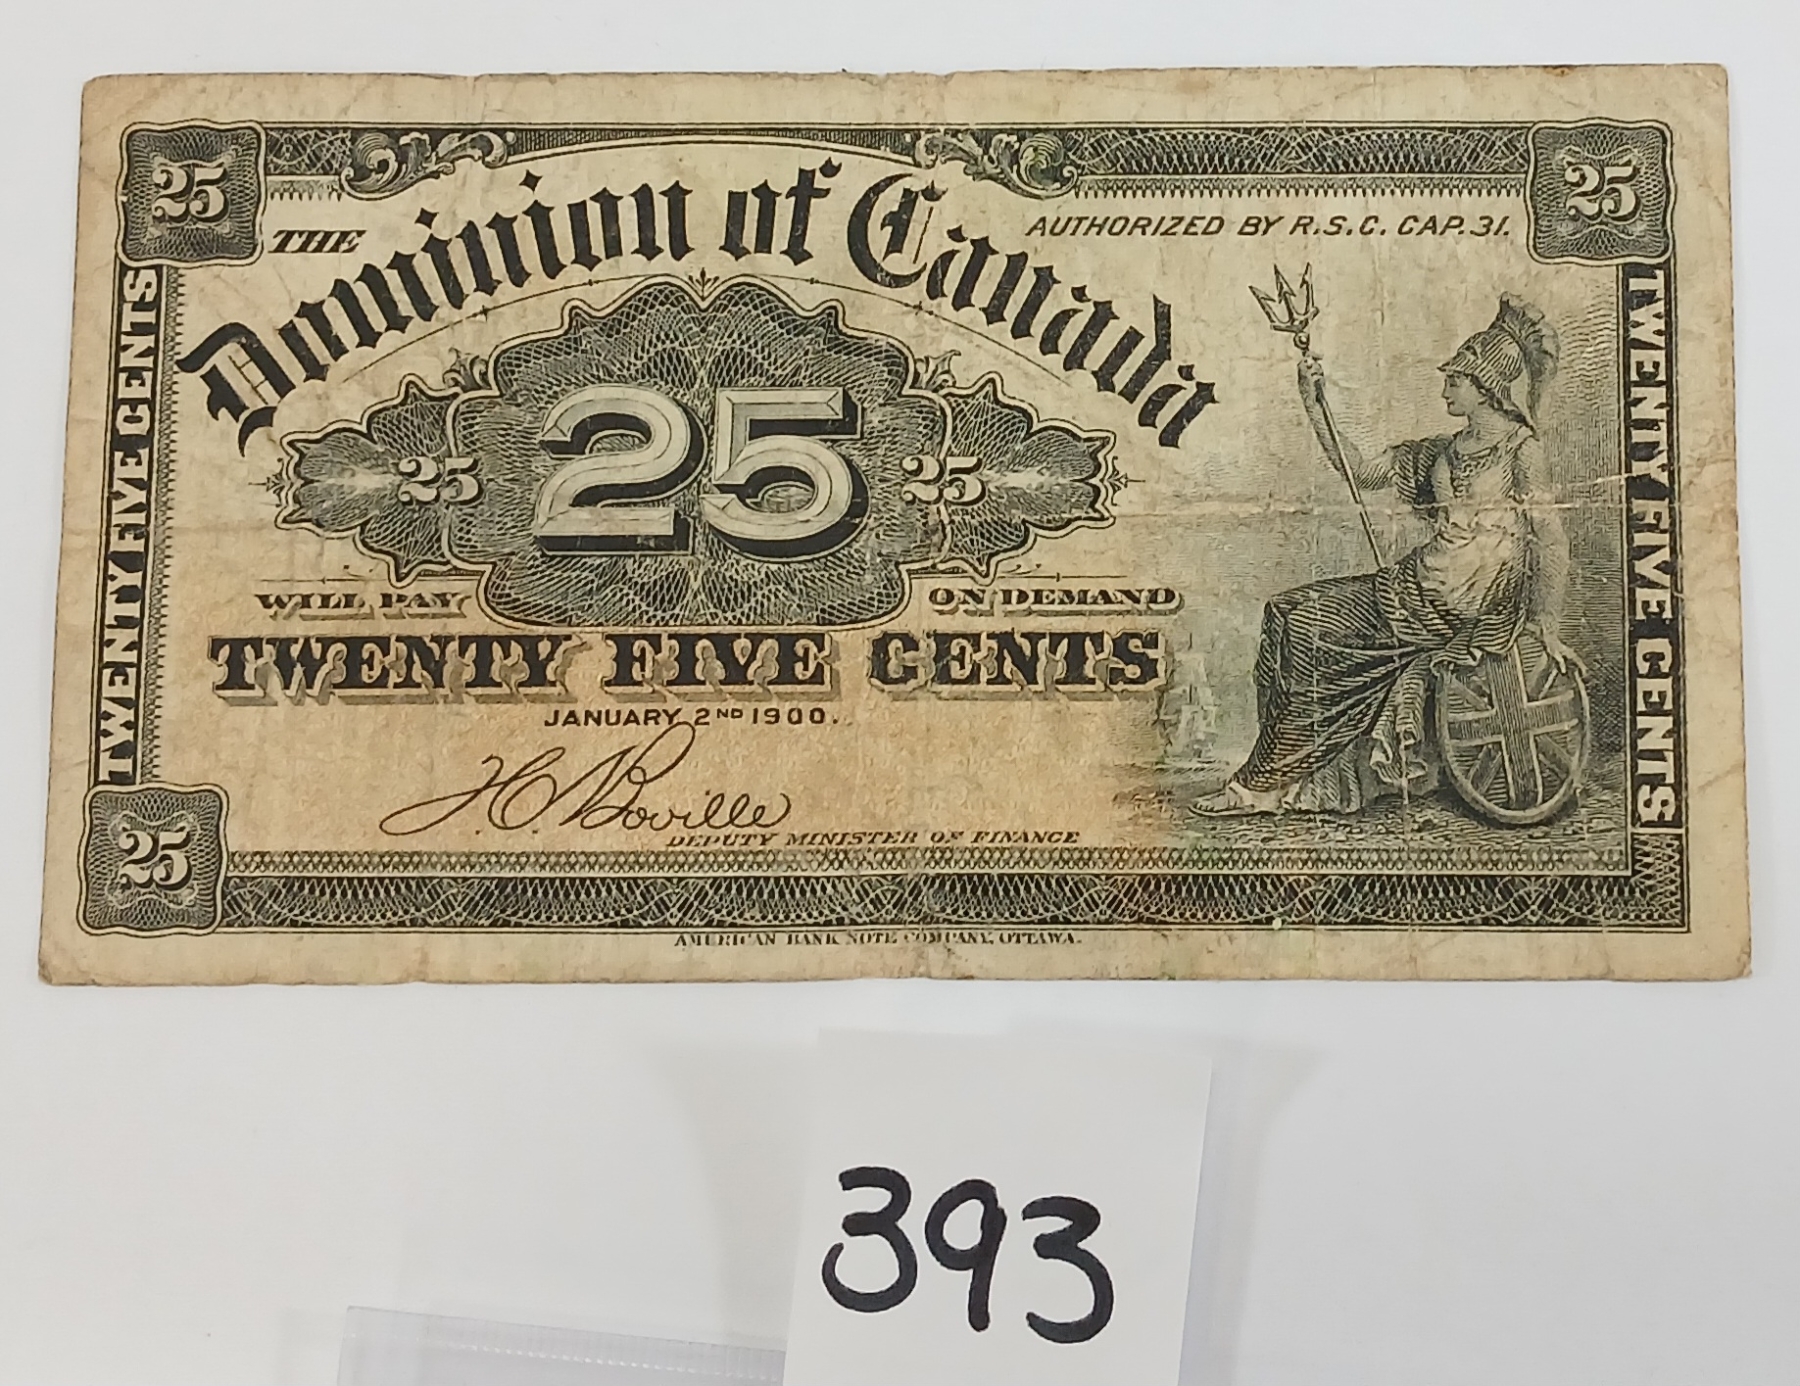 25
25
THE Dominion of Canada
AUTHORIZED BY R.S.C. CAP. 31.
TWENTY FIVE CENTS
TWENTY FIVE CENTS
25 25 25
WILL PAY ON DEMAND
TWENTY FIVE CENTS
JANUARY 2ND 1900.
H.C. Boville
DEPUTY MINISTER OF FINANCE
25
AMERICAN BANK NOTE COMPANY, OTTAWA.
393